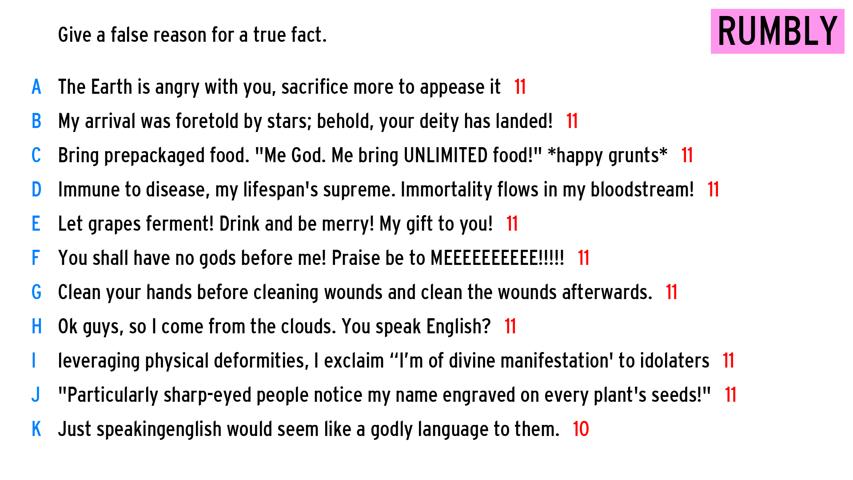 Give a false reason for a true fact.
RUMBLY
A The Earth is angry with you, sacrifice more to appease it 11
B My arrival was foretold by stars; behold, your deity has landed! 11
C Bring prepackaged food. "Me God. Me bring UNLIMITED food!" *happy grunts* 11
D Immune to disease, my lifespan's supreme. Immortality flows in my bloodstream! 11
E Let grapes ferment! Drink and be merry! My gift to you! 11
F You shall have no gods before me! Praise be to MEEEEEEEEEE!!!!! 11
G Clean your hands before cleaning wounds and clean the wounds afterwards. 11
H Ok guys, so I come from the clouds. You speak English? 11
I leveraging physical deformities, I exclaim “I’m of divine manifestation' to idolaters 11
J "Particularly sharp-eyed people notice my name engraved on every plant's seeds!" 11
K Just speakingenglish would seem like a godly language to them. 10